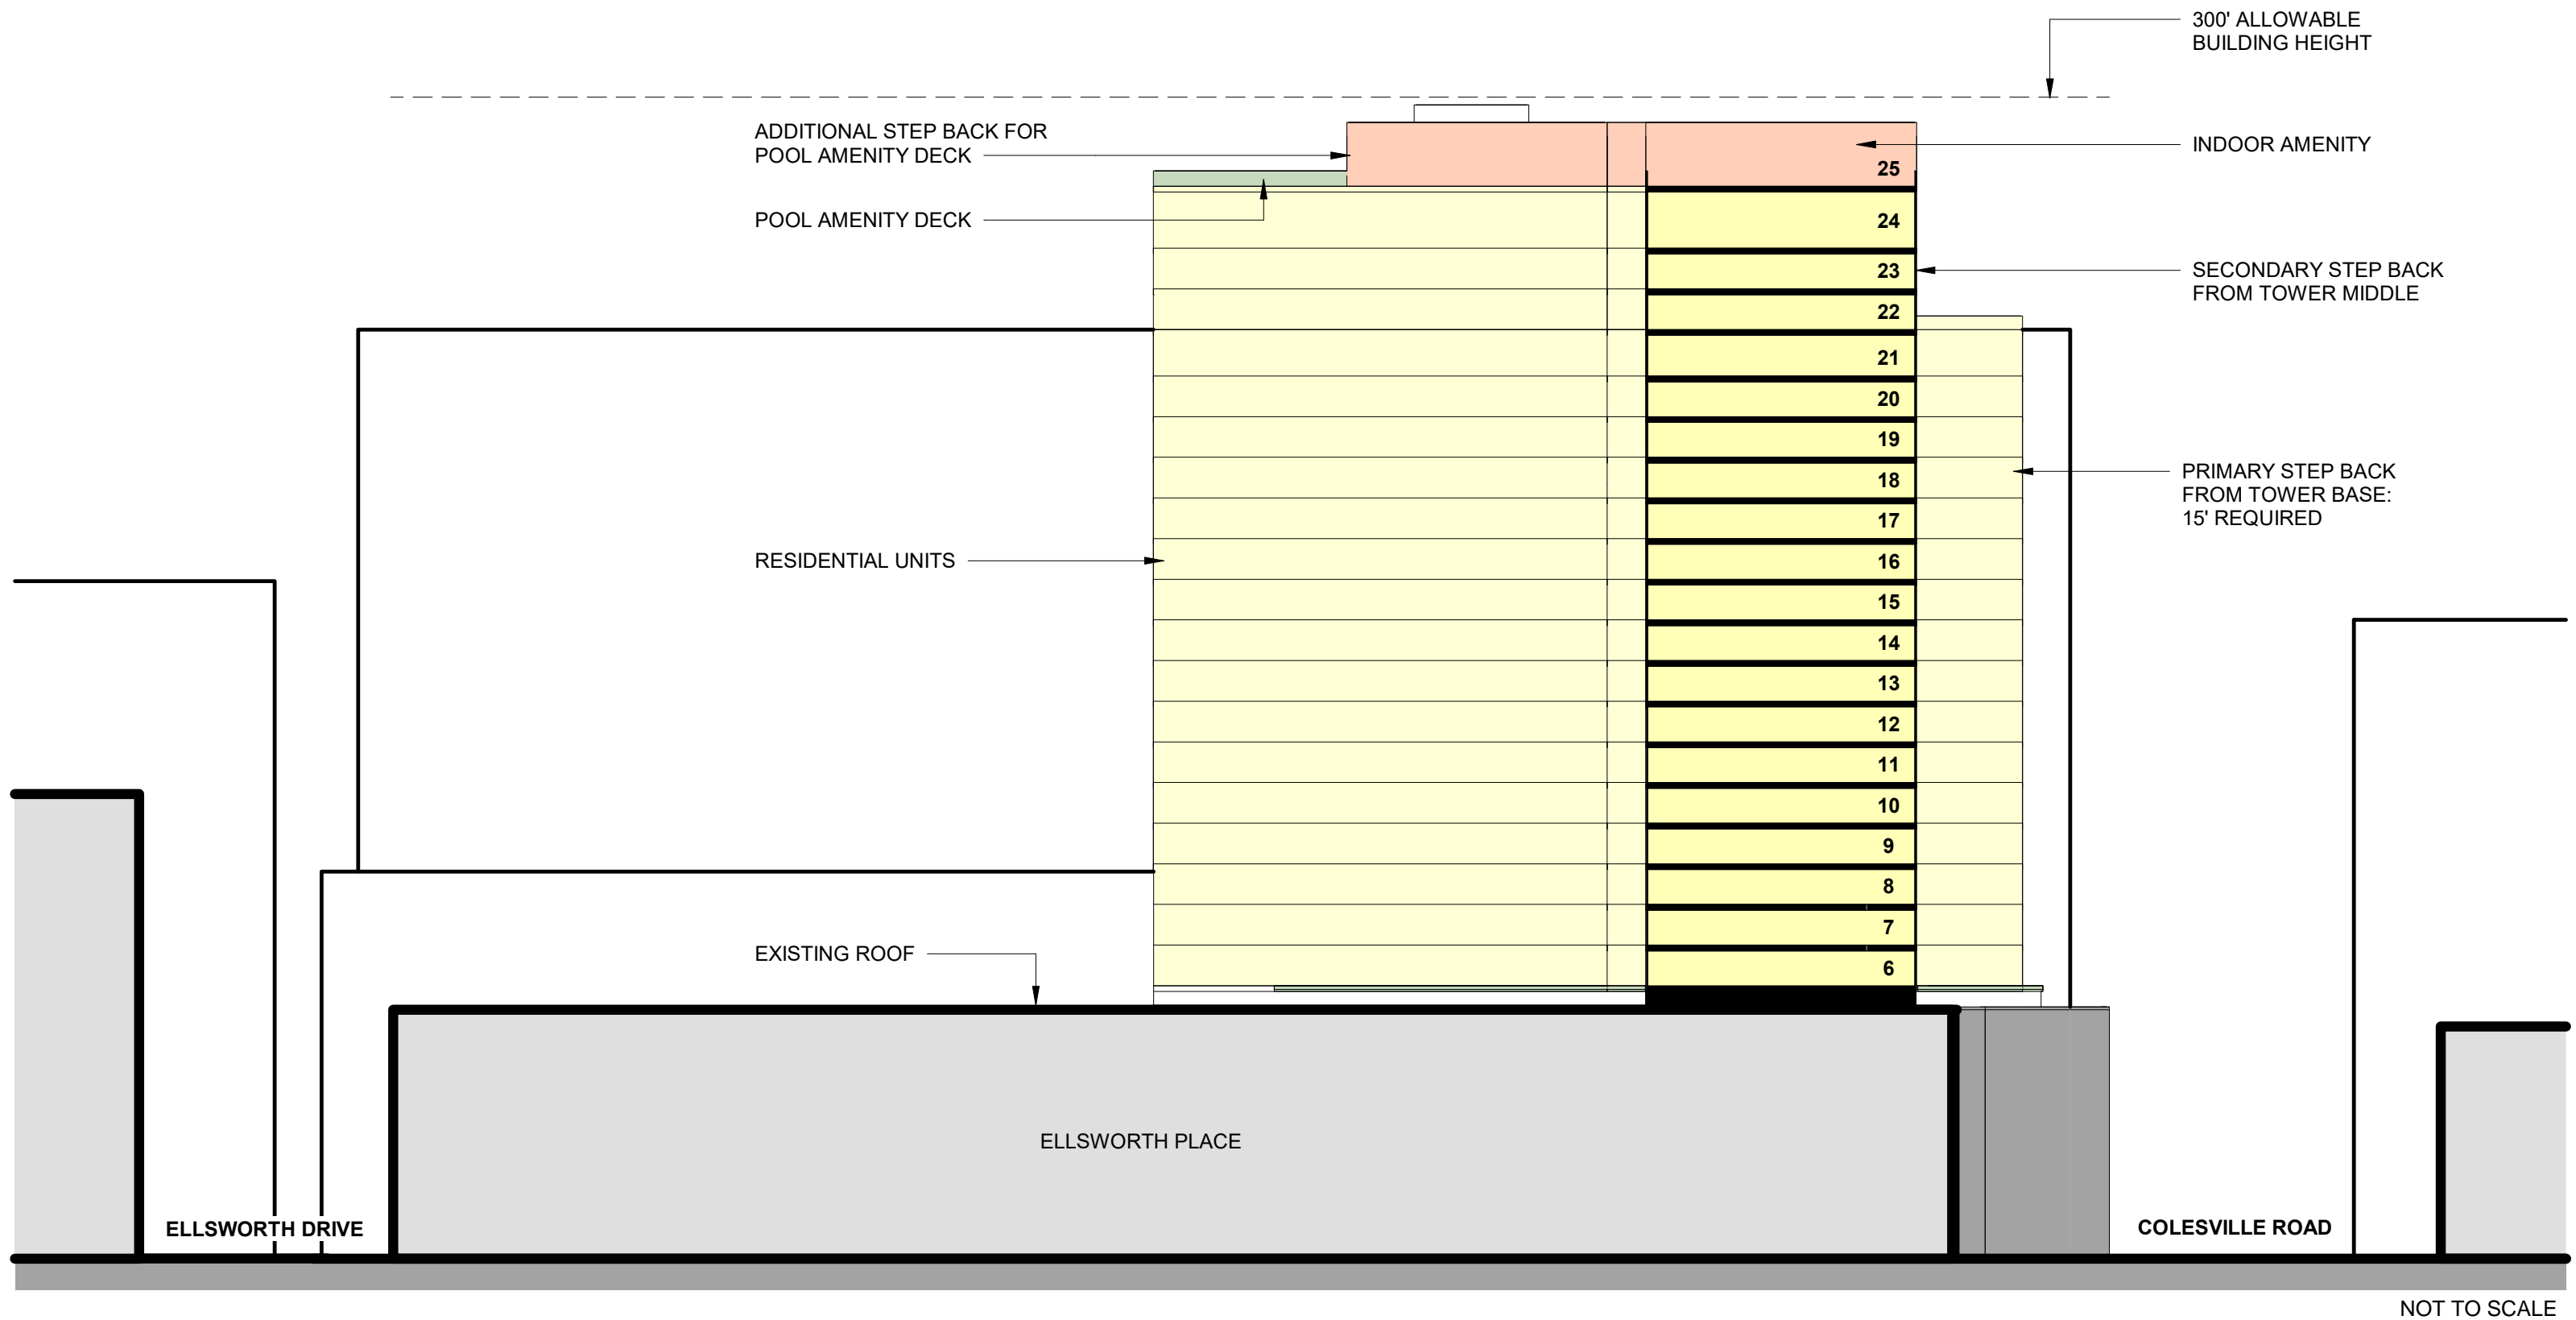 300' ALLOWABLE
BUILDING HEIGHT
ADDITIONAL STEP BACK FOR
POOL AMENITY DECK
INDOOR AMENITY
25
POOL AMENITY DECK
24
23
SECONDARY STEP BACK
FROM TOWER MIDDLE
22
21
20
19
18
PRIMARY STEP BACK
FROM TOWER BASE:
15' REQUIRED
17
RESIDENTIAL UNITS
16
15
14
13
12
11
10
9
8
7
EXISTING ROOF
6
ELLSWORTH PLACE
ELLSWORTH DRIVE
COLESVILLE ROAD
NOT TO SCALE